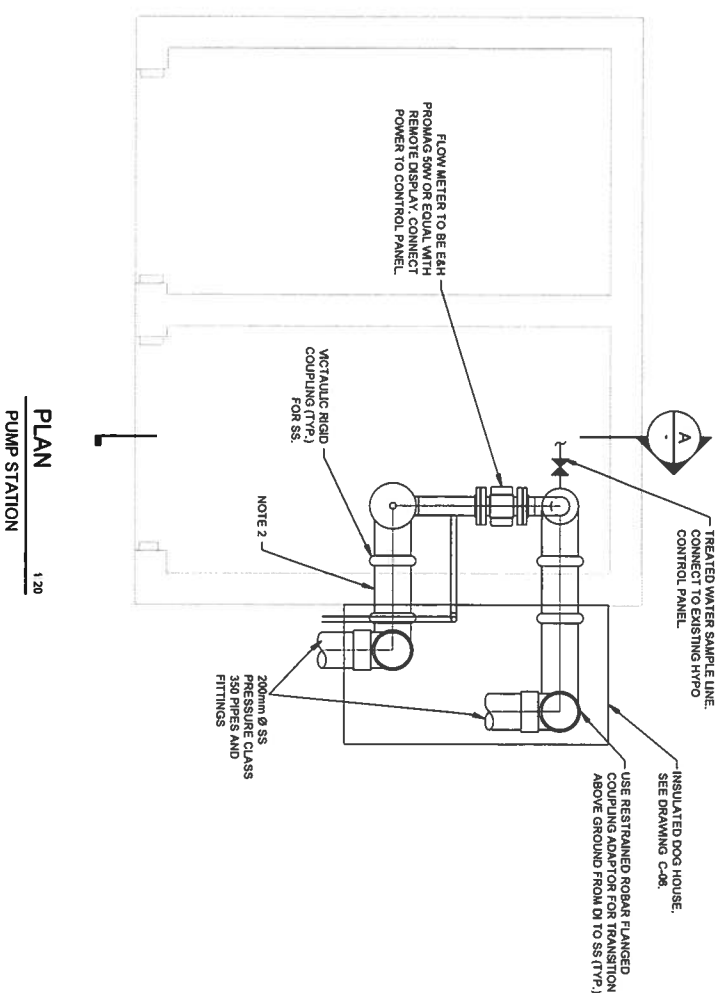 TREATED WATER SAMPLE LINE.
CONNECT TO EXISTING HYPO
CONTROL PANEL.
INSULATED DOG HOUSE,
SEE DRAWING C-06.
USE RESTRAINED ROBAR FLANGED
COUPLING ADAPTOR FOR TRANSITION
ABOVE GROUND FROM DI TO SS (TYP.)
A
-
FLOW METER TO BE E&H
PROMAG 50W OR EQUAL WITH
REMOTE DISPLAY. CONNECT
POWER TO CONTROL PANEL
VICTAULIC RIGID
COUPLING (TYP.)
FOR SS.
NOTE 2
200mm Ø SS
PRESSURE CLASS
350 PIPES AND
FITTINGS
PLAN 1:20
PUMP STATION